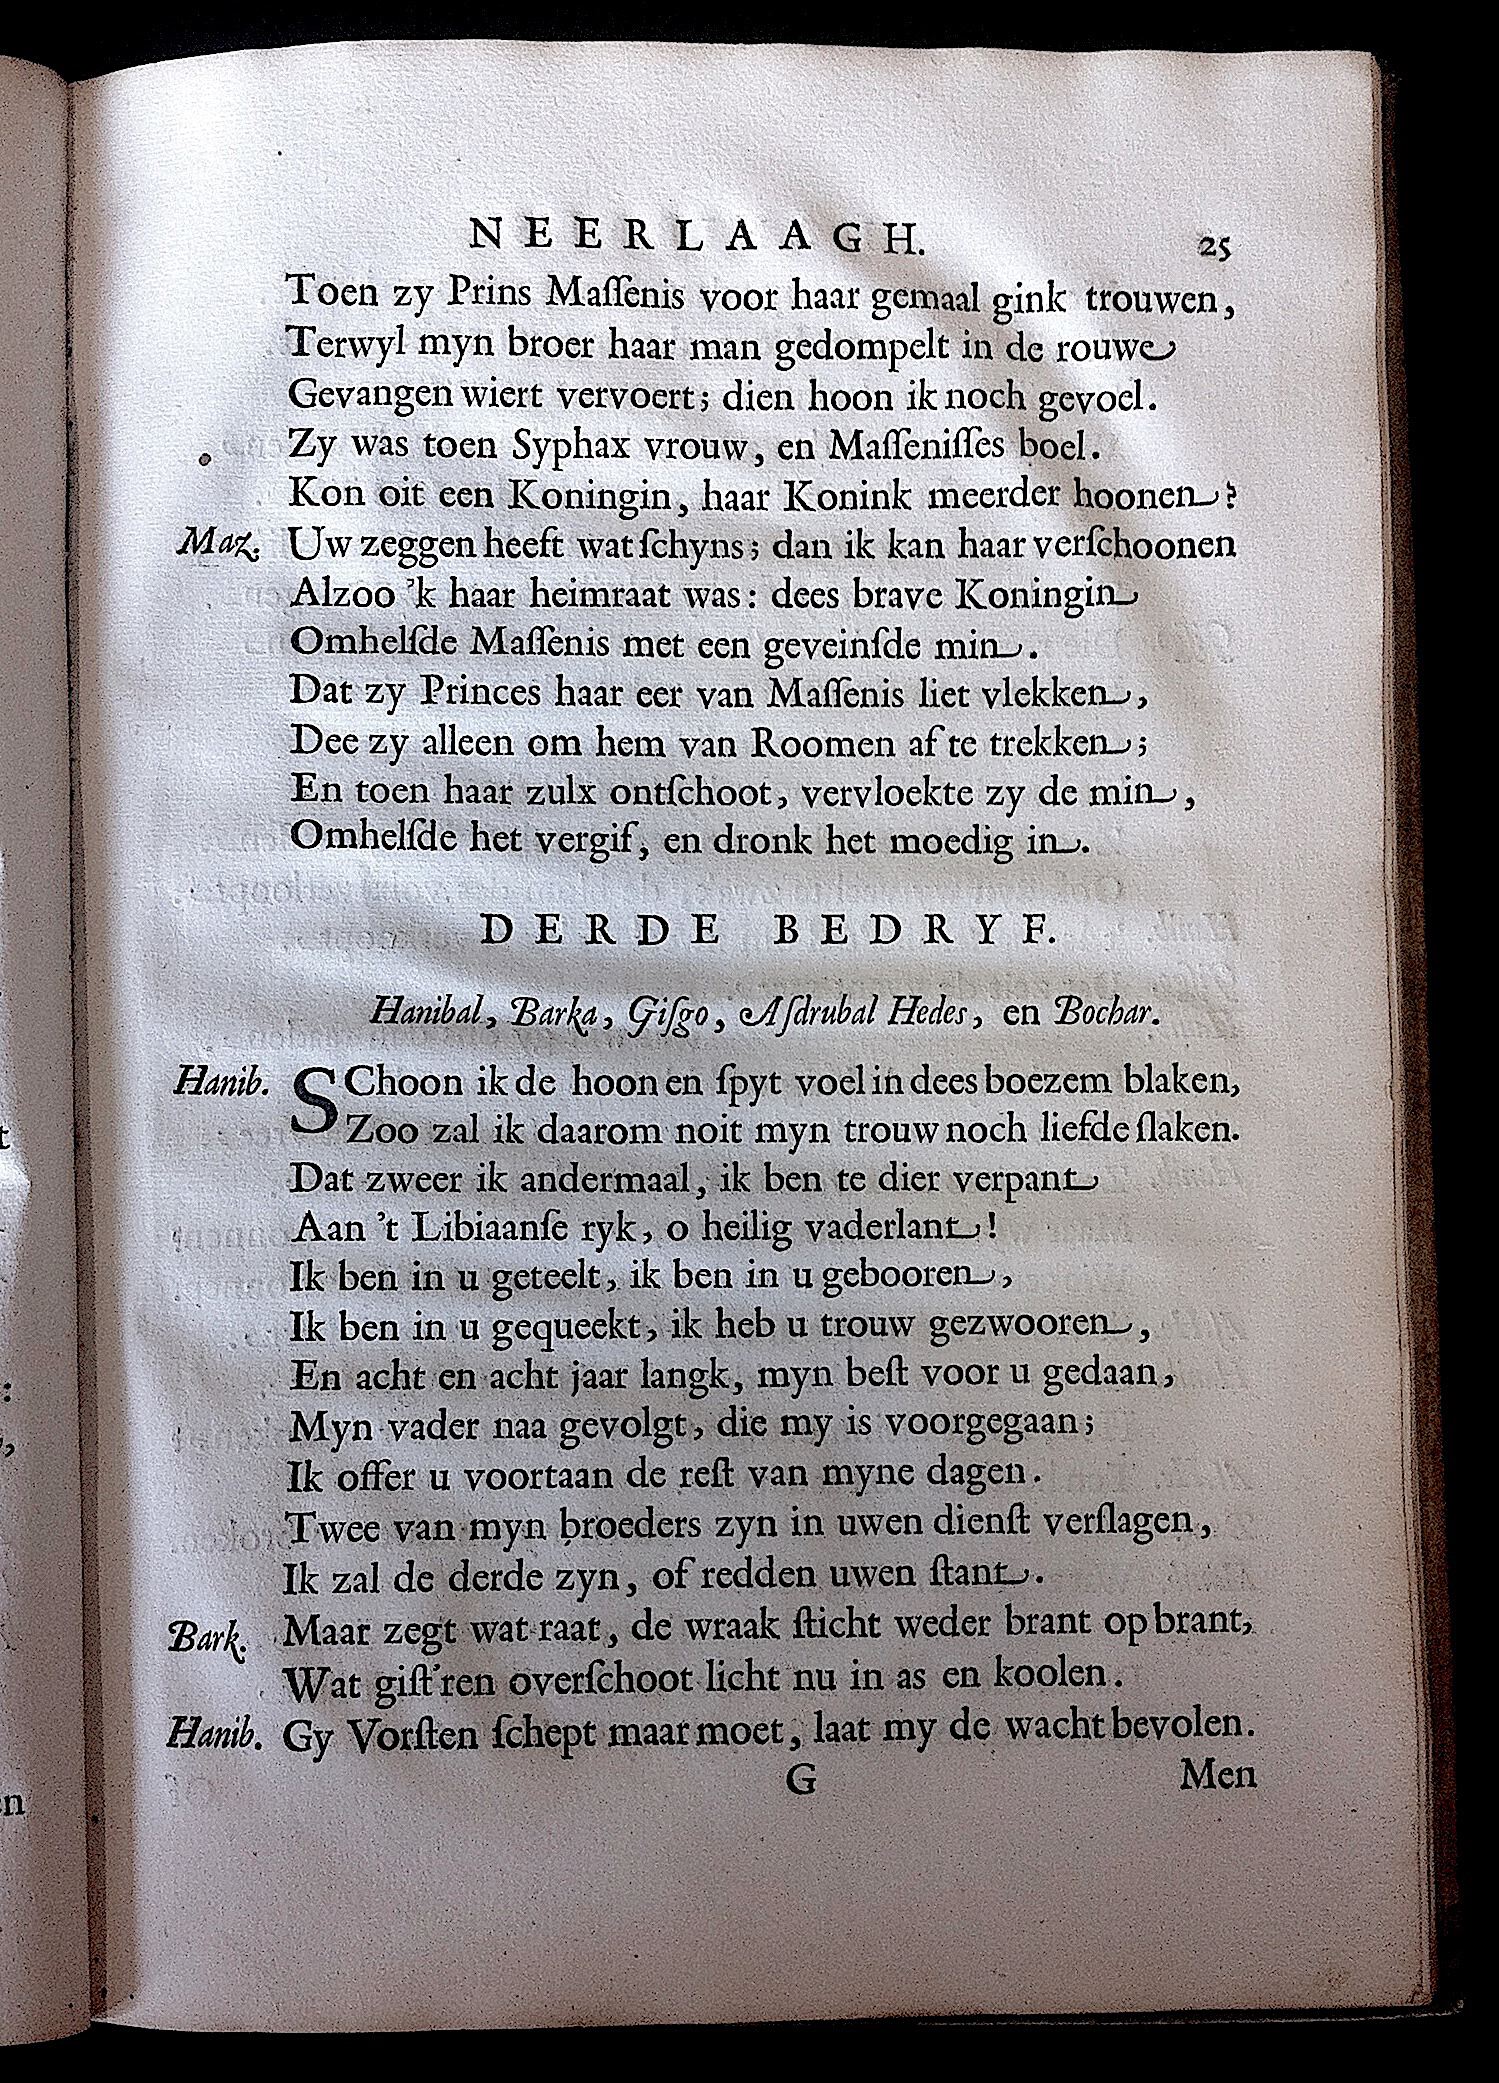 NEERLAAGH. 25
Toen zy Prins Maſſenis voor haar gemaal gink trouwen,
Terwyl myn broer haar man gedompelt in de rouwe
Gevangen wiert vervoert; dien hoon ik noch gevoel.
Zy was toen Syphax vrouw, en Maſſeniſſes boel.
Kon oit een Koningin, haar Konink meerder hoonen?
Maz. Uw zeggen heeft wat ſchyns; dan ik kan haar verſchoonen
Alzoo 'k haar heimraat was: dees brave Koningin
Omhelſde Maſſenis met een geveinſde min.
Dat zy Princes haar eer van Maſſenis liet vlekken,
Dee zy alleen om hem van Roomen af te trekken;
En toen haar zulx ontſchoot, vervloekte zy de min,
Omhelſde het vergif, en dronk het moedig in.
DERDE BEDRYF.
Hanibal, Barka, Giſgo, Aſdrubal Hedes, en Bochar.
Hanib. SChoon ik de hoon en ſpyt voel in dees boezem blaken,
Zoo zal ik daarom noit myn trouw noch liefde ſlaken.
Dat zweer ik andermaal, ik ben te dier verpant
Aan 't Libiaanſe ryk, o heilig vaderlant!
Ik ben in u geteelt, ik ben in u gebooren,
Ik ben in u gequeekt, ik heb u trouw gezwooren,
En acht en acht jaar langk, myn beſt voor u gedaan,
Myn vader naa gevolgt, die my is voorgegaan;
Ik offer u voortaan de reſt van myne dagen.
Twee van myn broeders zyn in uwen dienſt verſlagen,
Ik zal de derde zyn, of redden uwen ſtant.
Bark. Maar zegt wat raat, de wraak ſticht weder brant op brant,
Wat giſt'ren overſchoot licht nu in as en koolen.
Hanib. Gy Vorſten ſchept maar moet, laat my de wacht bevolen.
G Men